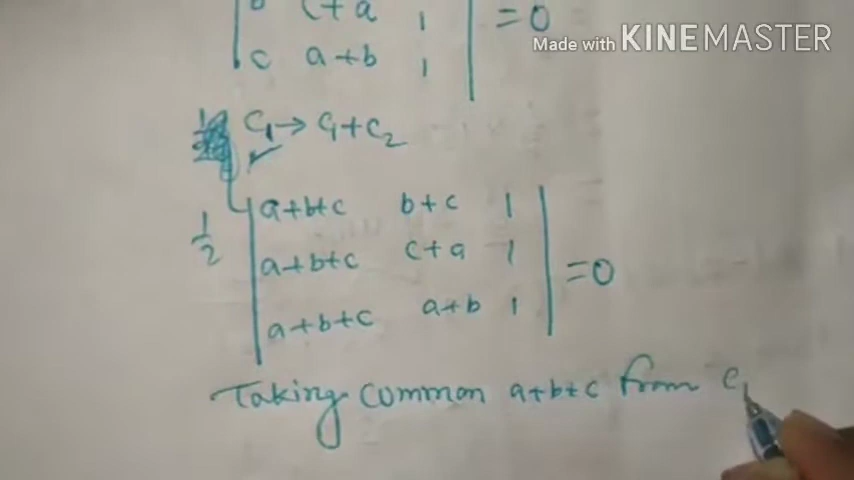 b c+a 1 =0
Made with KINEMASTER
c a+b 1
C1 → C1+C2
1/2 | a+b+c b+c 1 |
| a+b+c c+a 1 | =0
| a+b+c a+b 1 |
Taking common a+b+c from C1